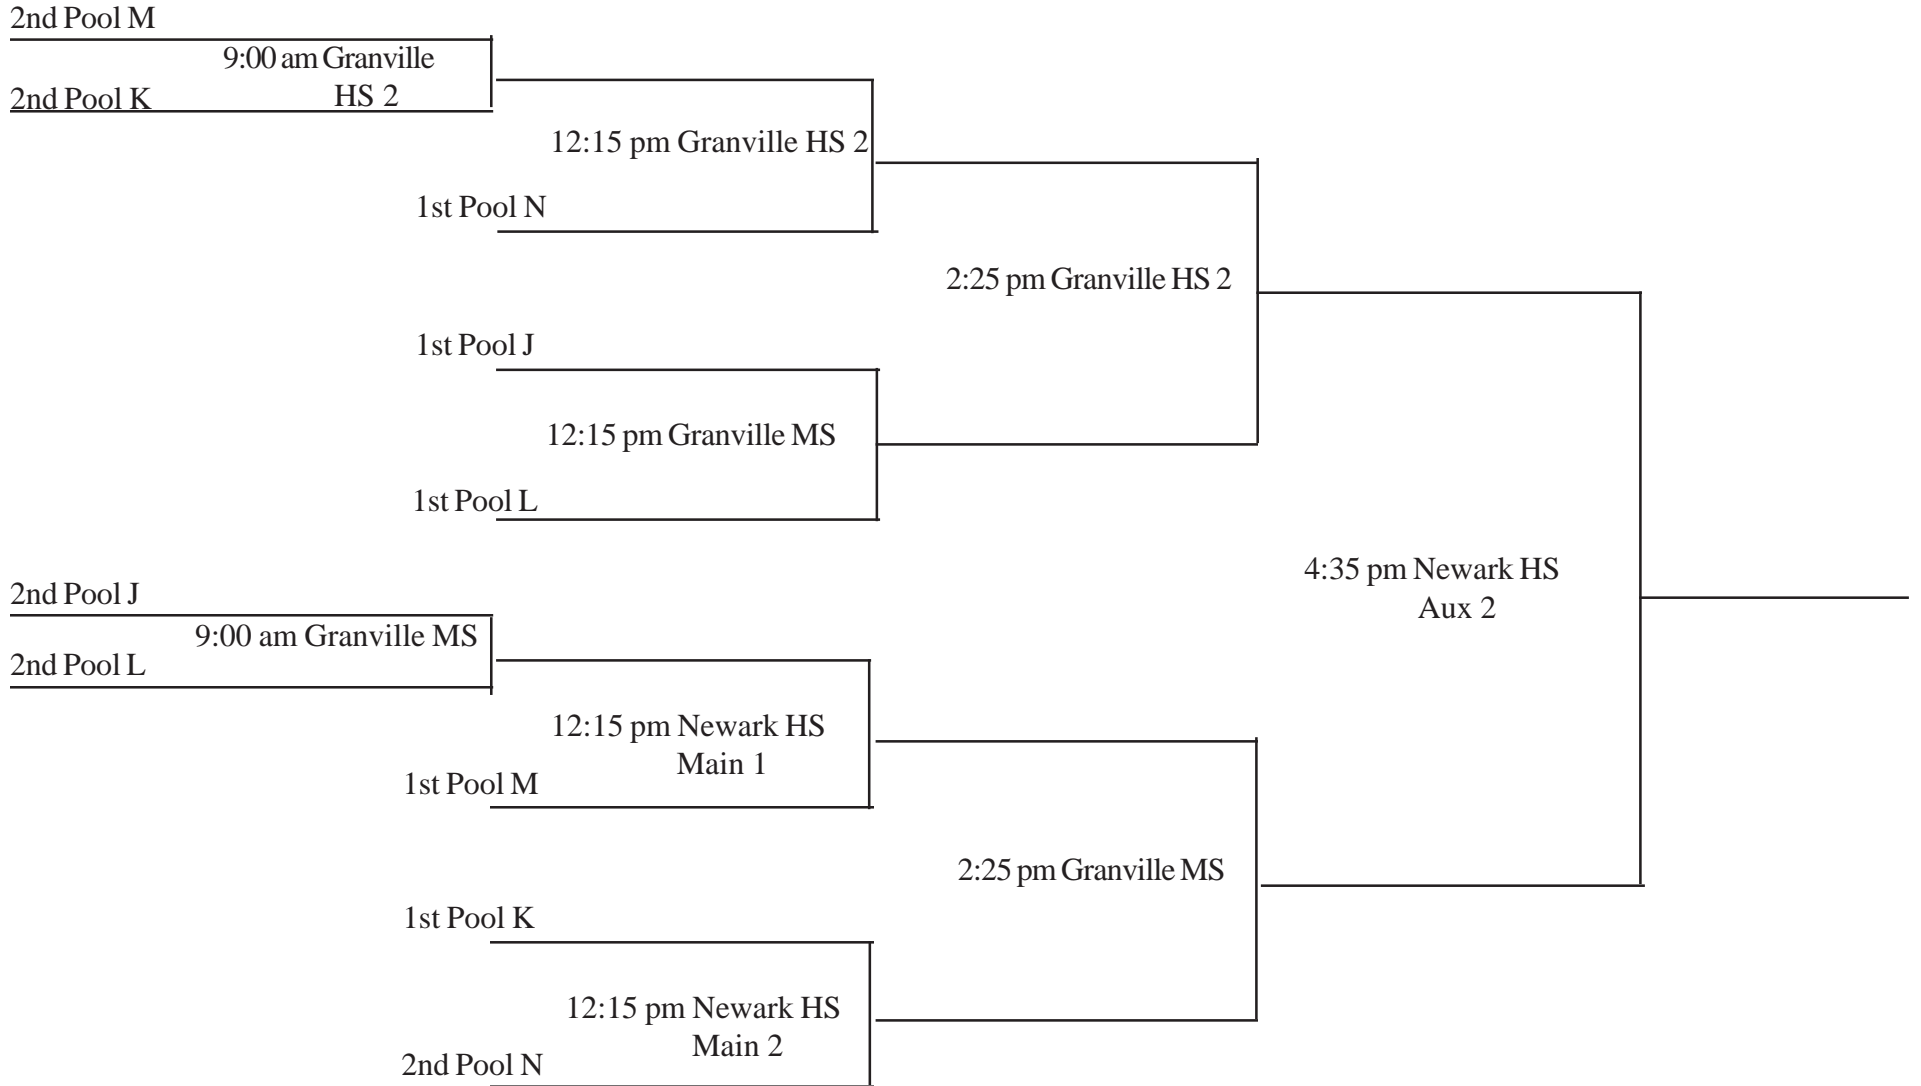 2nd Pool M
9:00 am Granville
HS 2
2nd Pool K
12:15 pm Granville HS 2
1st Pool N
2:25 pm Granville HS 2
1st Pool J
12:15 pm Granville MS
1st Pool L
4:35 pm Newark HS
Aux 2
2nd Pool J
9:00 am Granville MS
2nd Pool L
12:15 pm Newark HS
Main 1
1st Pool M
2:25 pm Granville MS
1st Pool K
12:15 pm Newark HS
Main 2
2nd Pool N